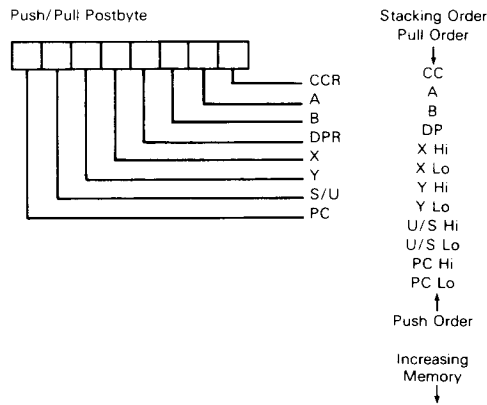 Push/Pull Postbyte
CCR
A
B
DPR
X
Y
S/U
PC
Stacking Order
Pull Order
CC
A
B
DP
X Hi
X Lo
Y Hi
Y Lo
U/S Hi
U/S Lo
PC Hi
PC Lo
Push Order
Increasing
Memory